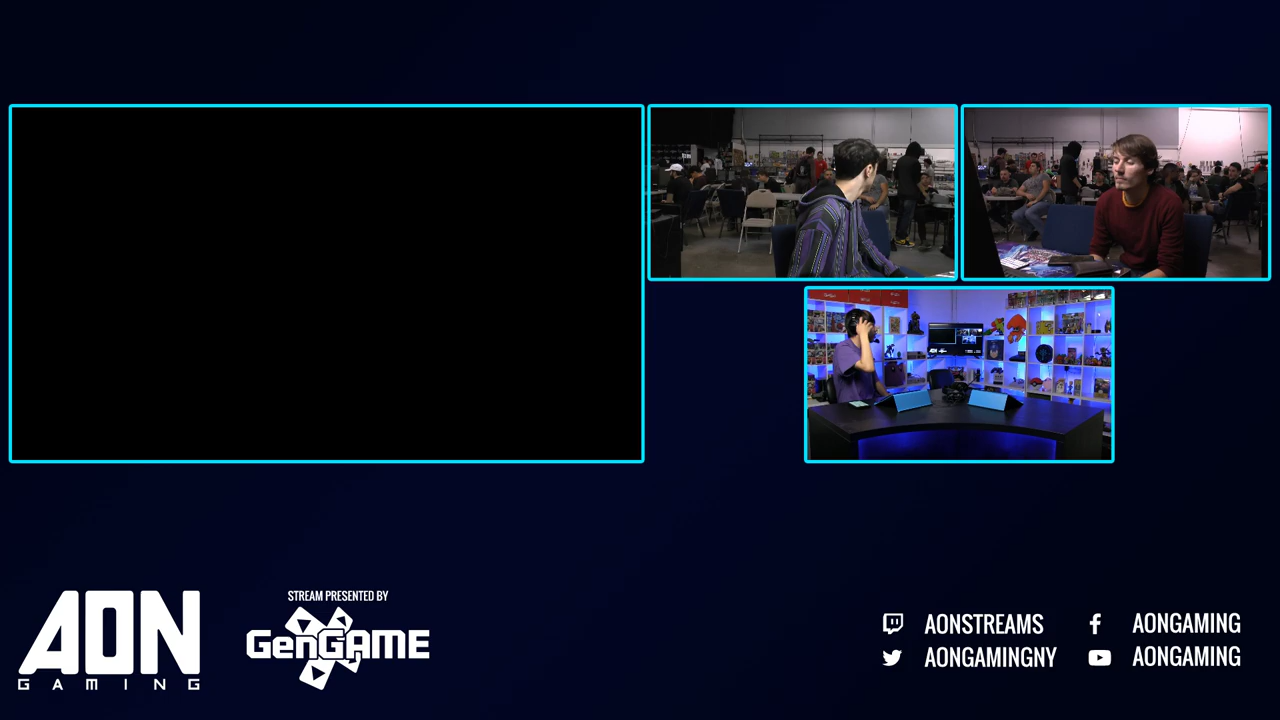 AON
GAMING
STREAM PRESENTED BY
GenGAME
AONSTREAMS
AONGAMING
AONGAMINGNY
AONGAMING